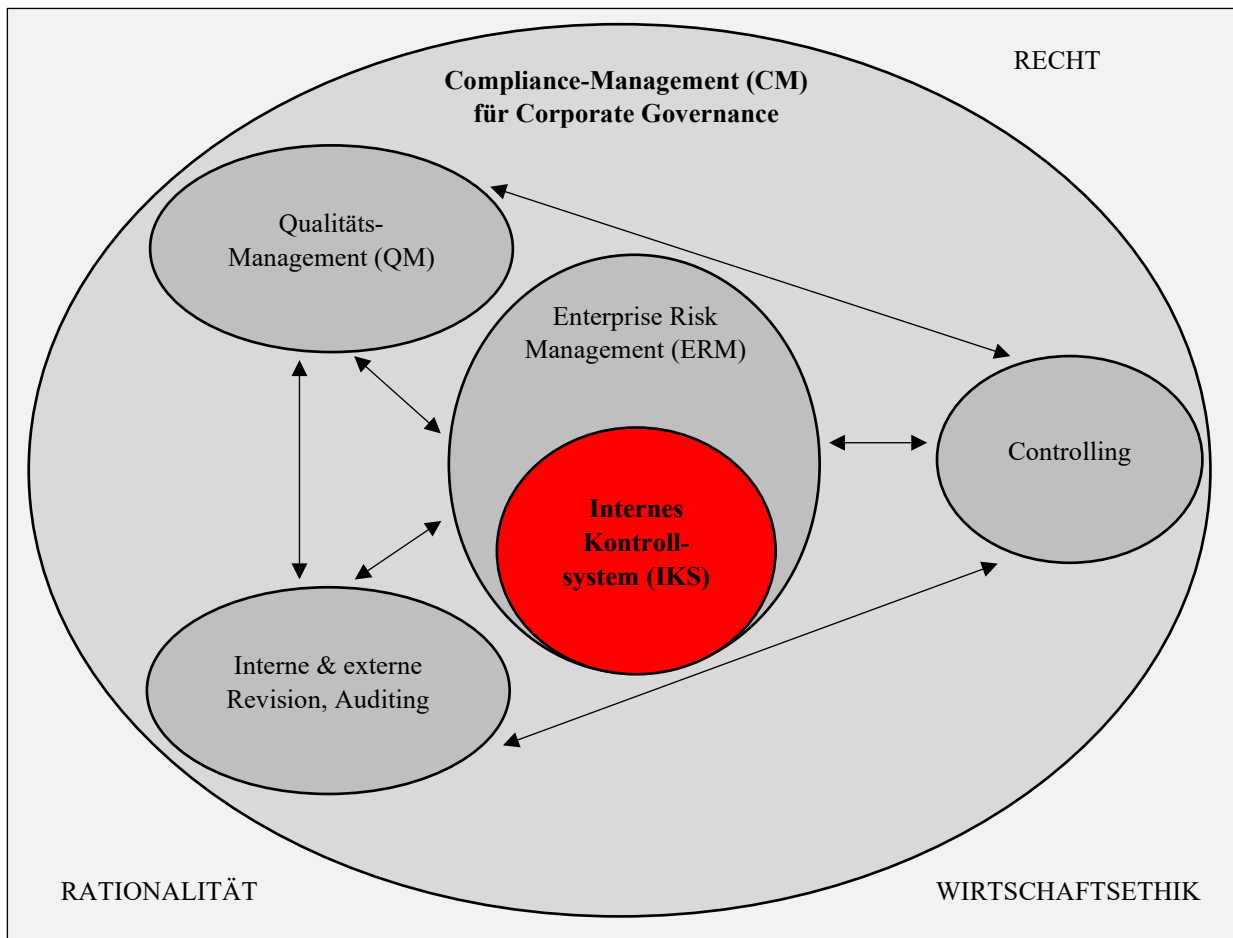 RECHT
Compliance-Management (CM)
für Corporate Governance
Qualitäts-
Management (QM)
Enterprise Risk
Management (ERM)
Controlling
Internes
Kontroll-
system (IKS)
Interne & externe
Revision, Auditing
RATIONALITÄT
WIRTSCHAFTSETHIK